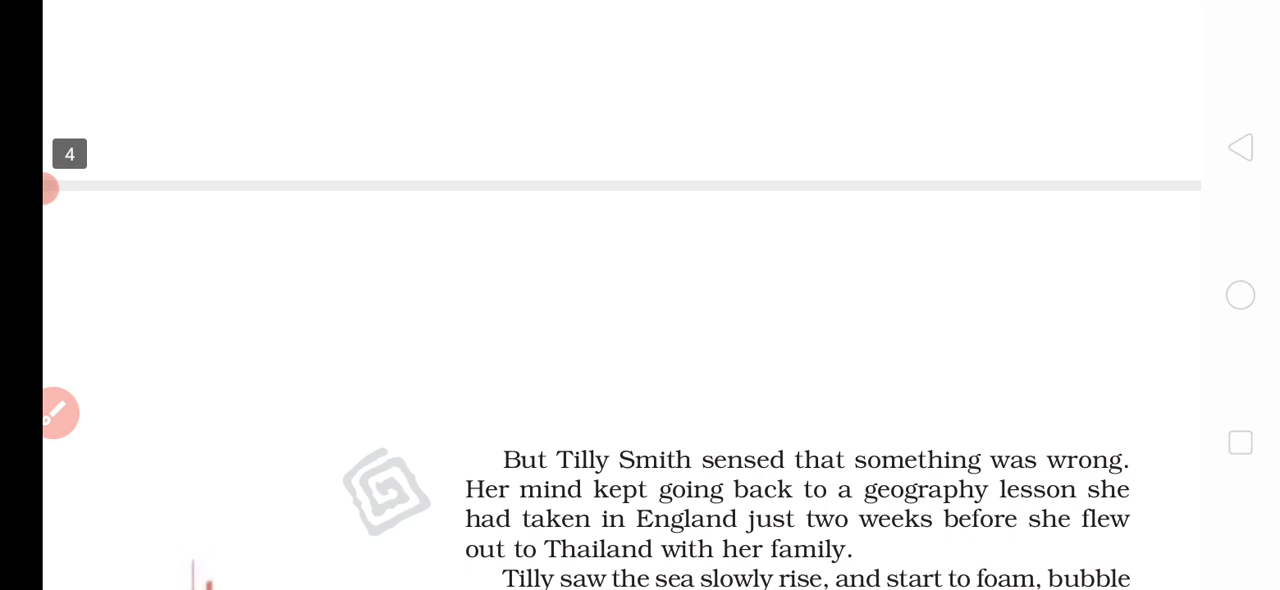 4
But Tilly Smith sensed that something was wrong.
Her mind kept going back to a geography lesson she
had taken in England just two weeks before she flew
out to Thailand with her family.
Tilly saw the sea slowly rise, and start to foam, bubble